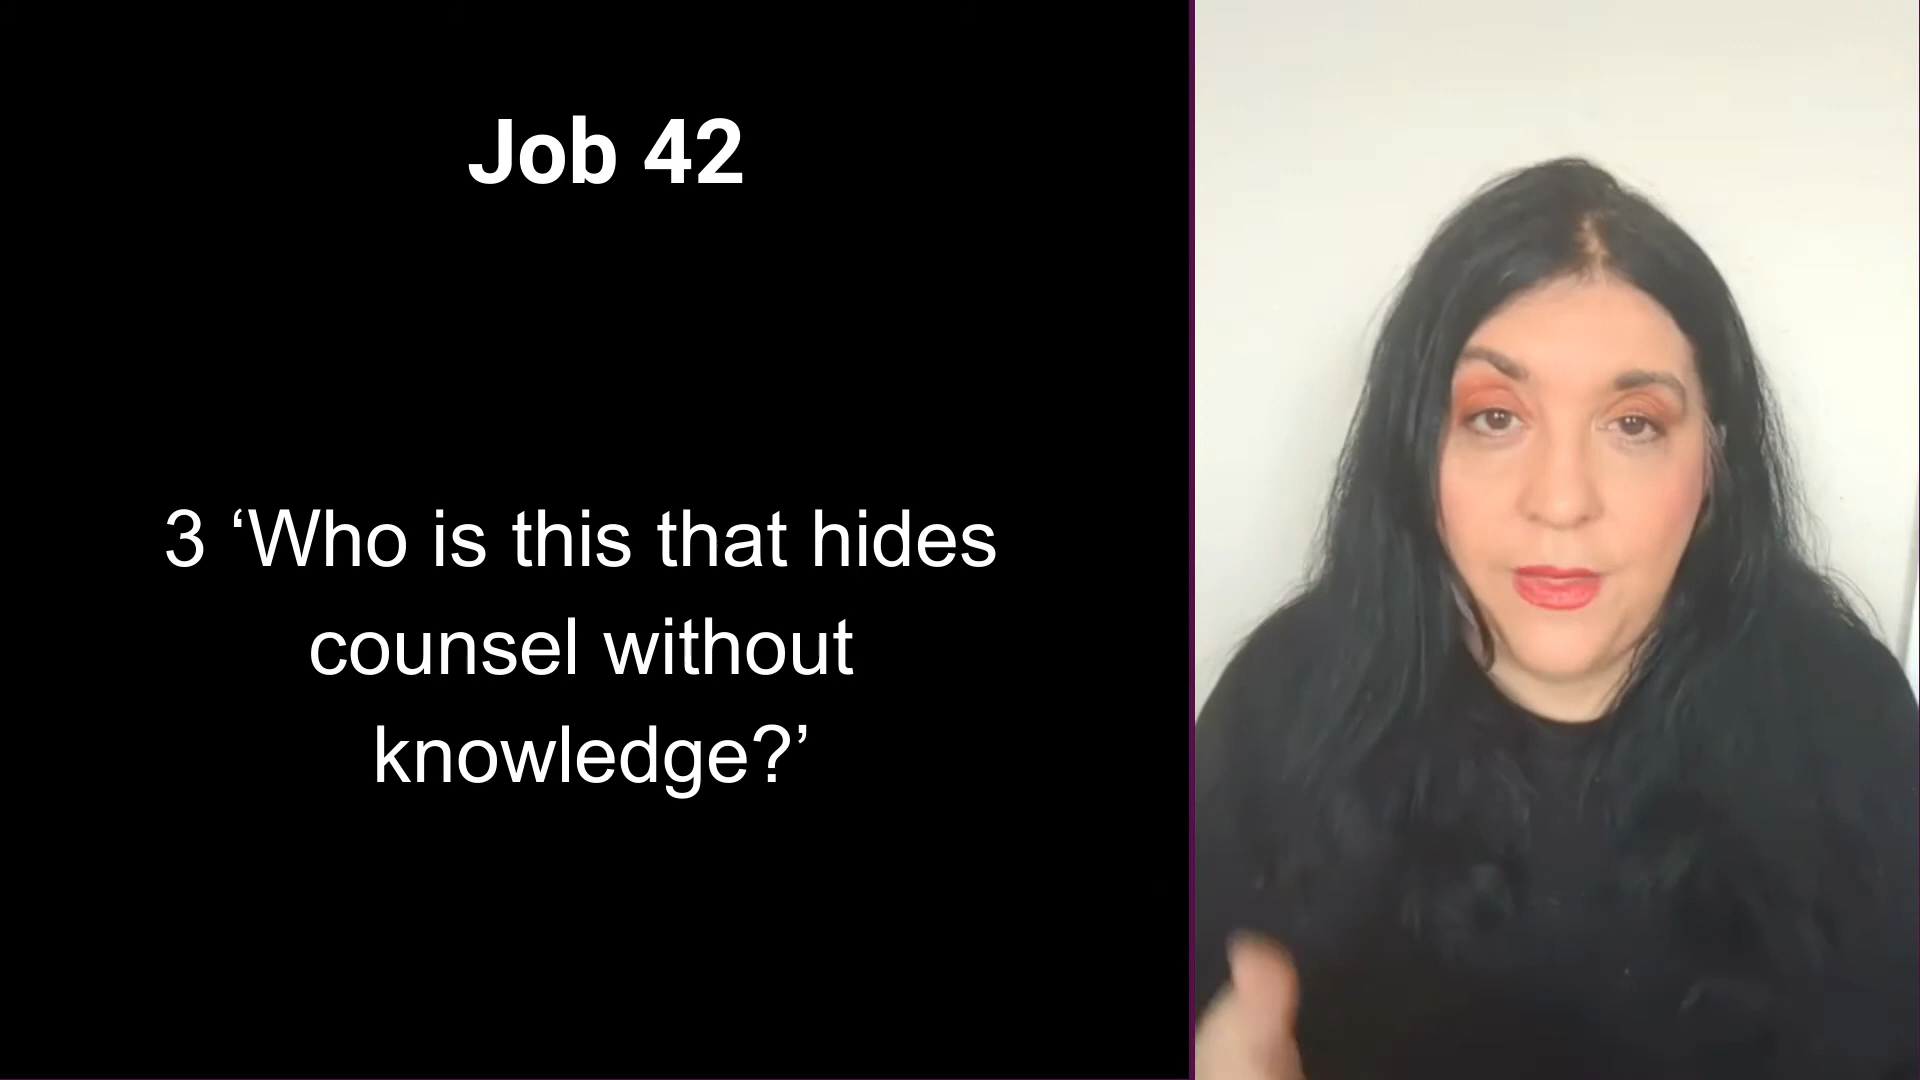 Job 42
3 ‘Who is this that hides
counsel without
knowledge?’